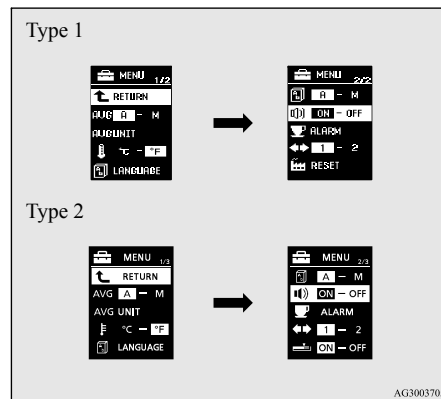 Type 1
MENU 1/2
RETURN
AVG A - M
AVG UNIT
°C - °F
LANGUAGE
MENU 2/2
A - M
ON - OFF
ALARM
1 - 2
RESET
Type 2
MENU 1/3
RETURN
AVG A - M
AVG UNIT
°C - °F
LANGUAGE
MENU 2/3
A - M
ON - OFF
ALARM
1 - 2
ON - OFF